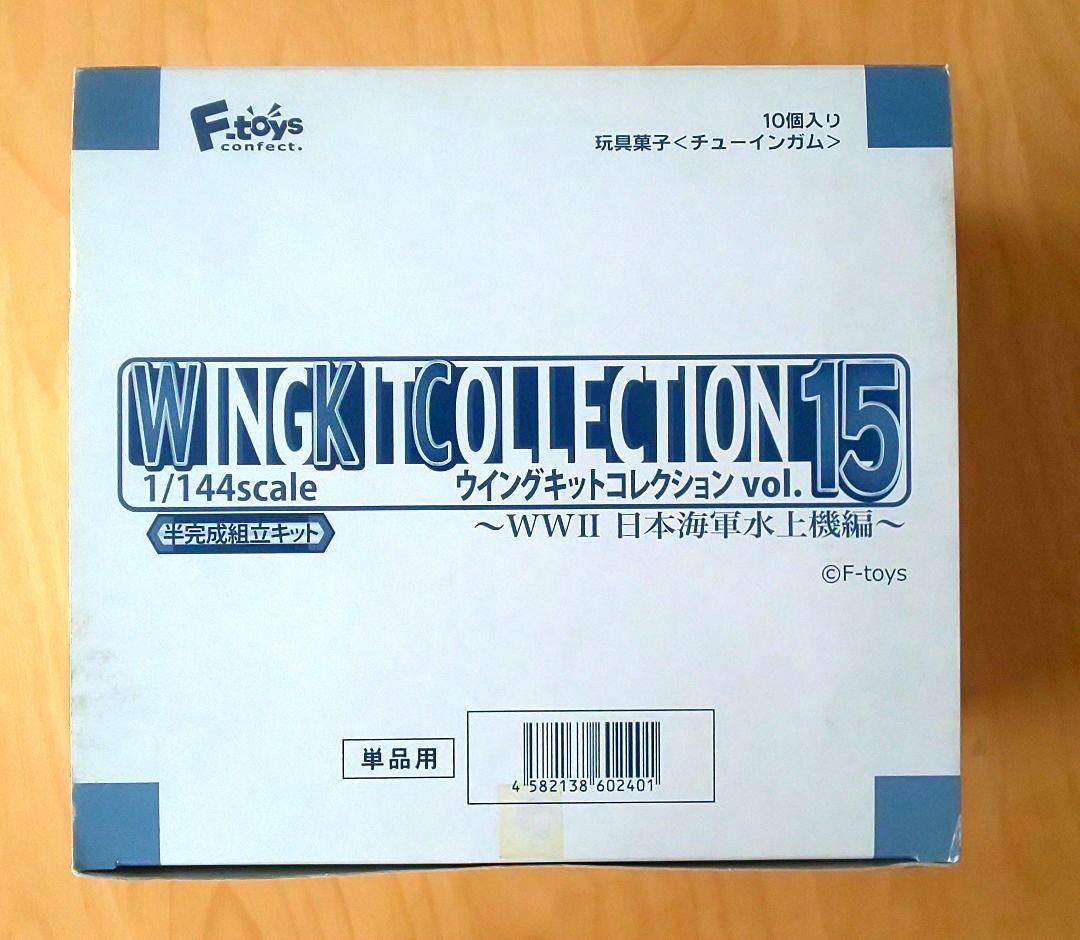 F-toys
confect.
10個入り
玩具菓子<チューインガム>
WINGKITCOLLECTION 15
1/144scale
ウイングキットコレクション vol.
半完成組立キット
～WWII 日本海軍水上機編～
©F-toys
単品用
4 582138 602401